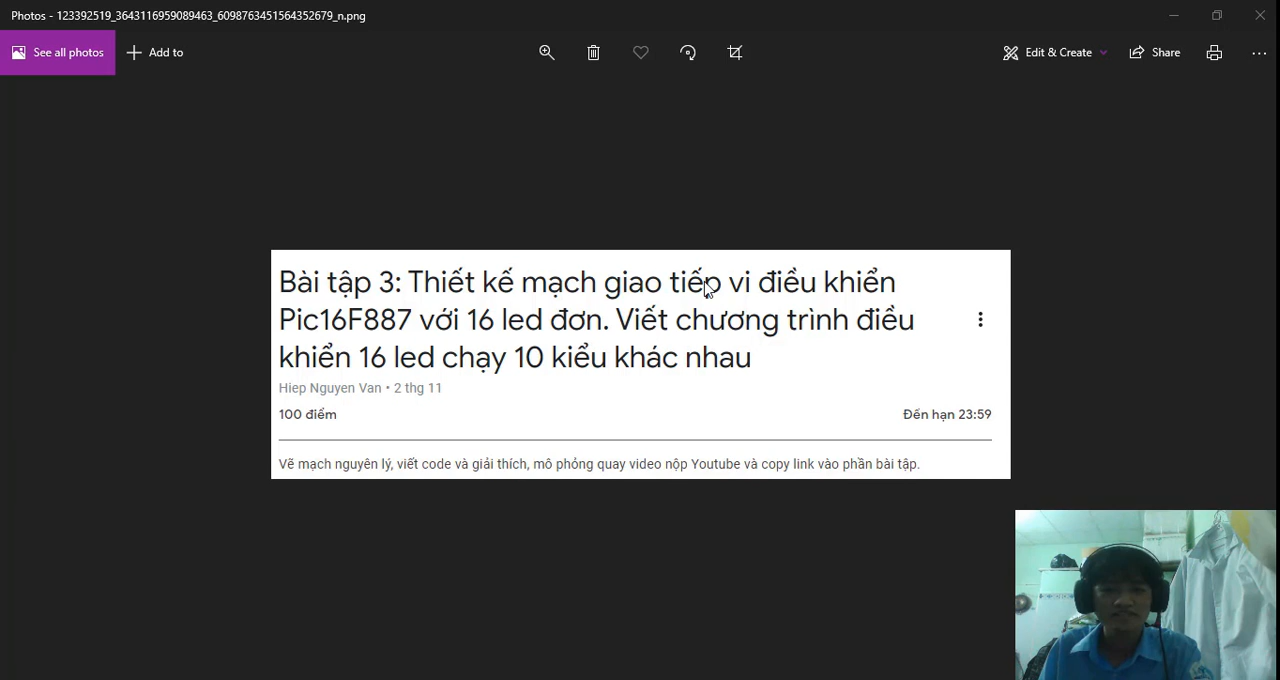 Photos - 123392519_3643116959089463_6098763451564352679_n.png
See all photos
Add to
Edit & Create
Share
Bài tập 3: Thiết kế mạch giao tiếp vi điều khiển
Pic16F887 với 16 led đơn. Viết chương trình điều
khiển 16 led chạy 10 kiểu khác nhau
Hiep Nguyen Van • 2 thg 11
100 điểm
Đến hạn 23:59
Vẽ mạch nguyên lý, viết code và giải thích, mô phỏng quay video nộp Youtube và copy link vào phần bài tập.